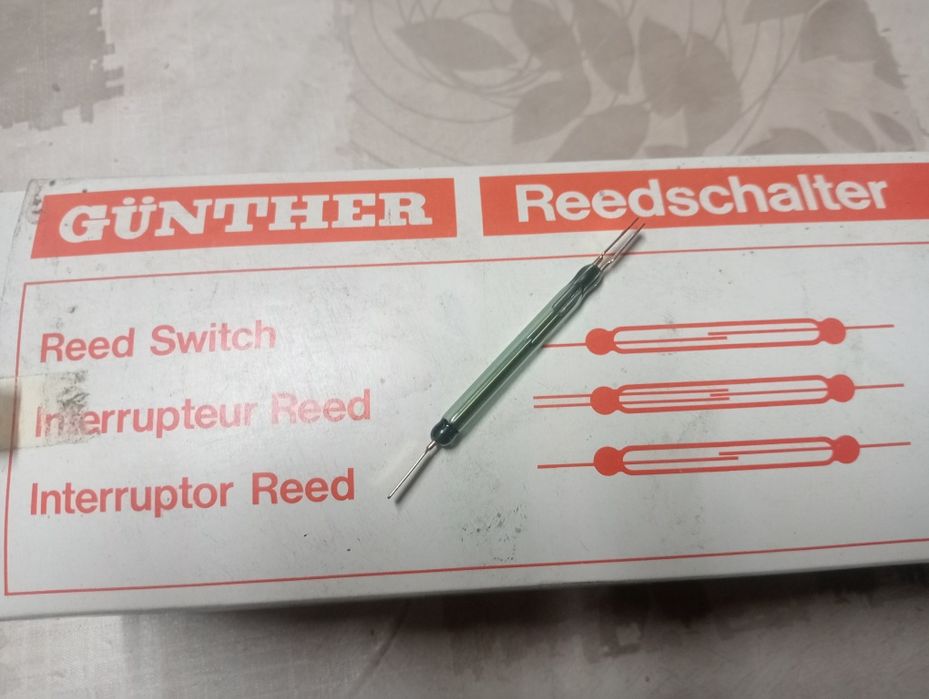 GÜNTHER Reedschalter
Reed Switch
Interrupteur Reed
Interruptor Reed